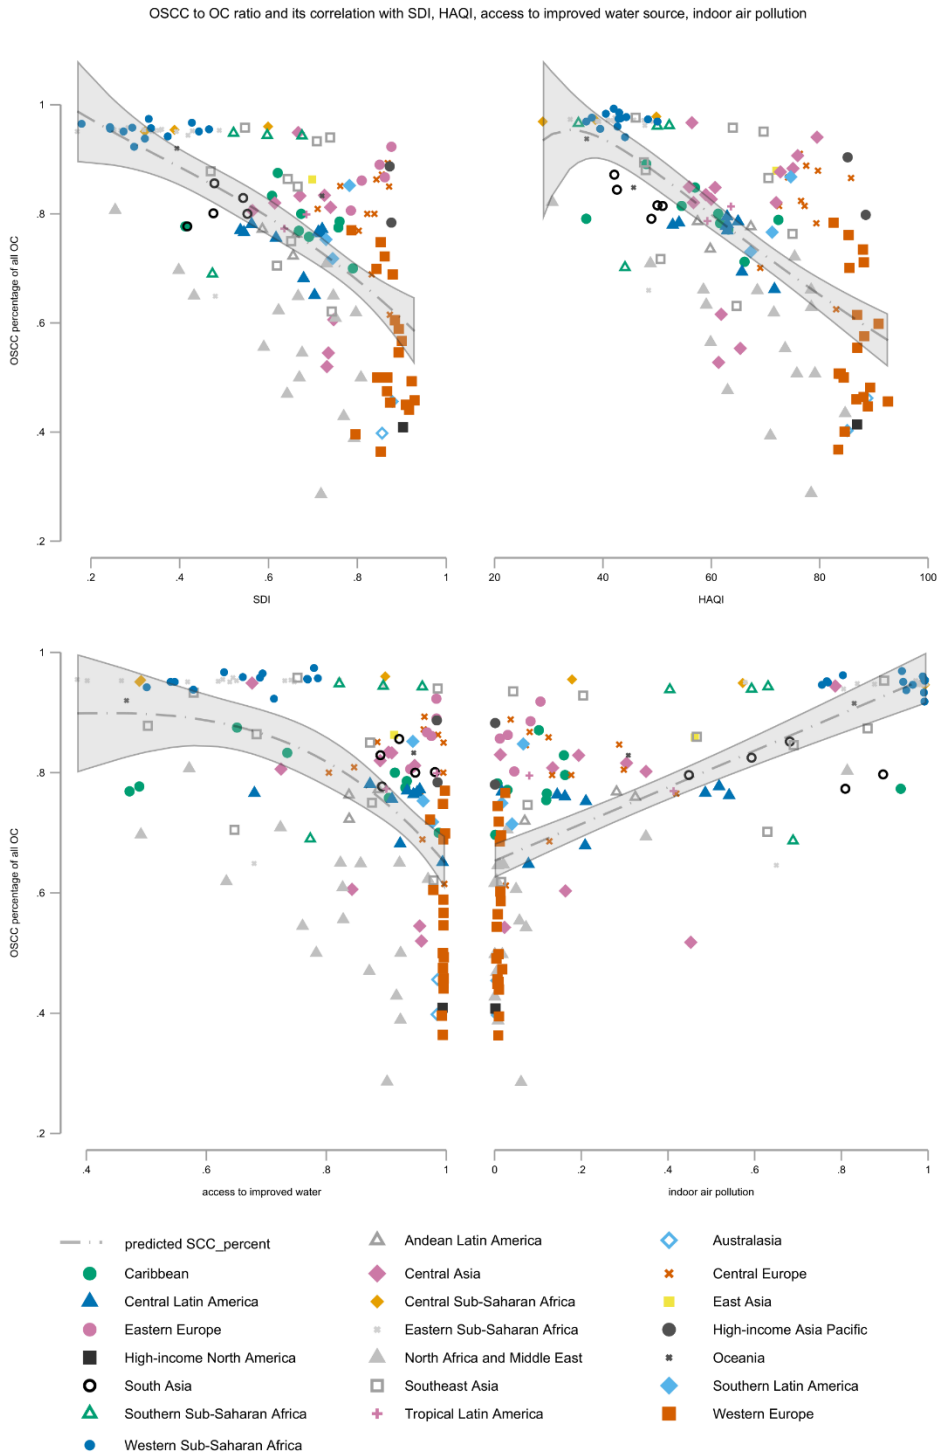 OSCC to OC ratio and its correlation with SDI, HAQI, access to improved water source, indoor air pollution
OSCC percentage of all OC
1
.8
.6
.4
.2
.2 .4 .6 .8 1
SDI
20 40 60 80 100
HAQI
OSCC percentage of all OC
1
.8
.6
.4
.2
.4 .6 .8 1
access to improved water
0 .2 .4 .6 .8 1
indoor air pollution
predicted SCC_percent Andean Latin America Australasia
Caribbean Central Asia Central Europe
Central Latin America Central Sub-Saharan Africa East Asia
Eastern Europe Eastern Sub-Saharan Africa High-income Asia Pacific
High-income North America North Africa and Middle East Oceania
South Asia Southeast Asia Southern Latin America
Southern Sub-Saharan Africa Tropical Latin America Western Europe
Western Sub-Saharan Africa